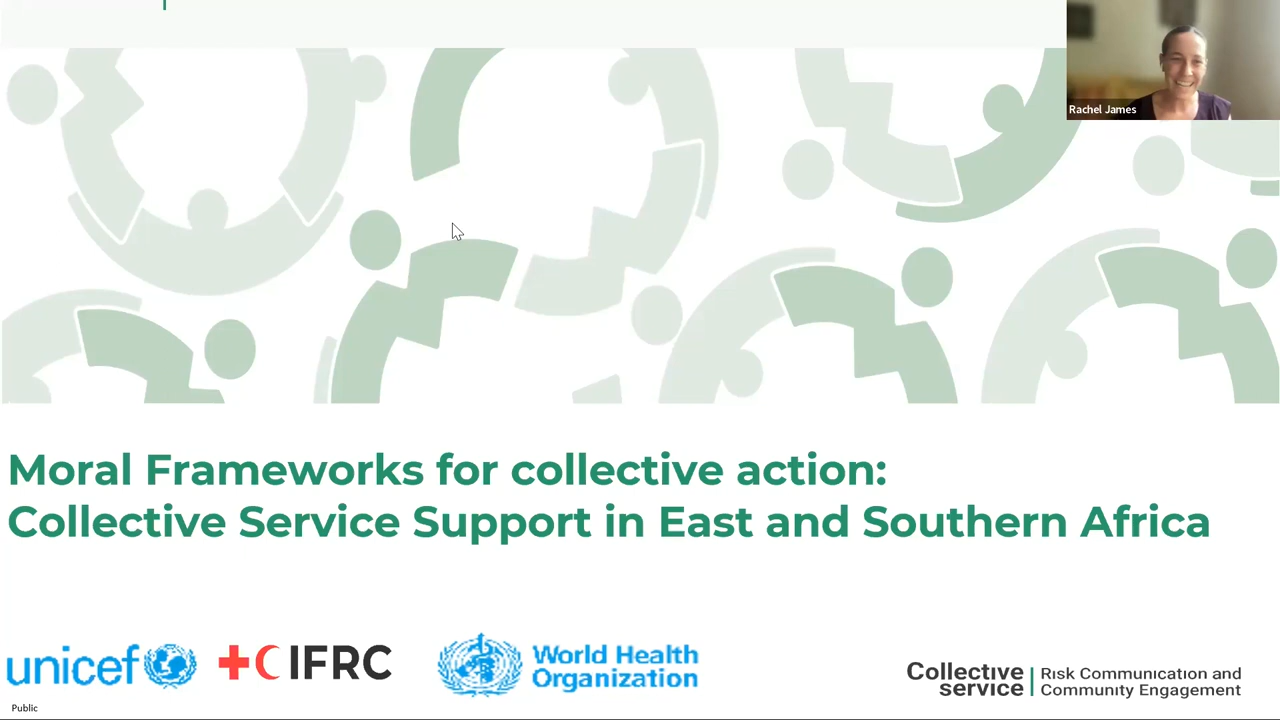 Rachel James
Moral Frameworks for collective action:
Collective Service Support in East and Southern Africa
unicef
IFRC
World Health
Organization
Collective
service
Risk Communication and
Community Engagement
Public